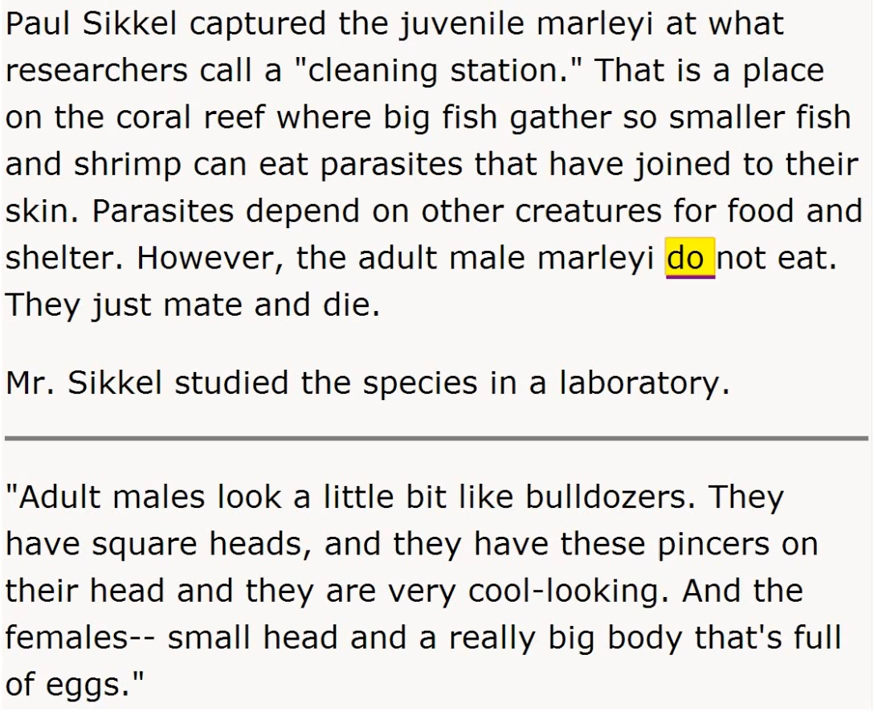 Paul Sikkel captured the juvenile marleyi at what
researchers call a "cleaning station." That is a place
on the coral reef where big fish gather so smaller fish
and shrimp can eat parasites that have joined to their
skin. Parasites depend on other creatures for food and
shelter. However, the adult male marleyi do not eat.
They just mate and die.
Mr. Sikkel studied the species in a laboratory.
"Adult males look a little bit like bulldozers. They
have square heads, and they have these pincers on
their head and they are very cool-looking. And the
females-- small head and a really big body that's full
of eggs."